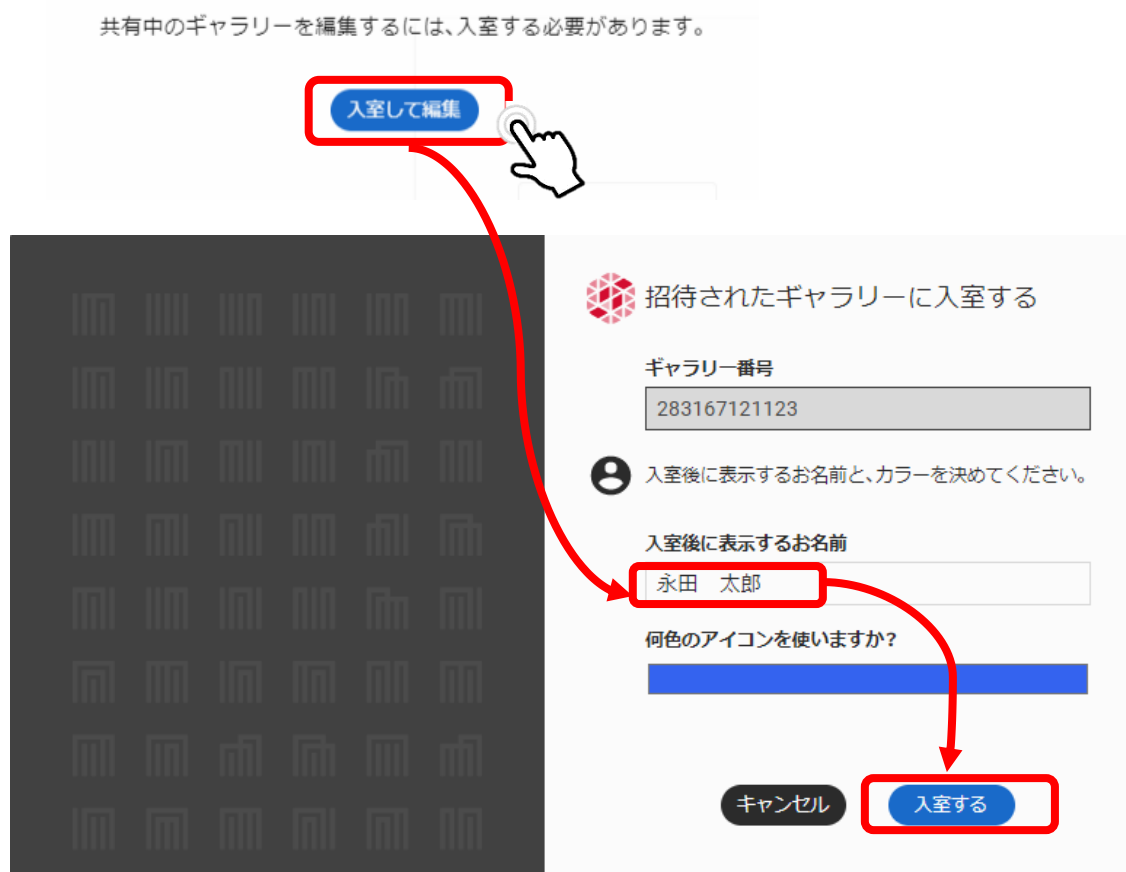 共有中のギャラリーを編集するには、入室する必要があります。
入室して編集
招待されたギャラリーに入室する
ギャラリー番号
283167121123
入室後に表示するお名前と、カラーを決めてください。
入室後に表示するお名前
永田　太郎
何色のアイコンを使いますか?
キャンセル
入室する